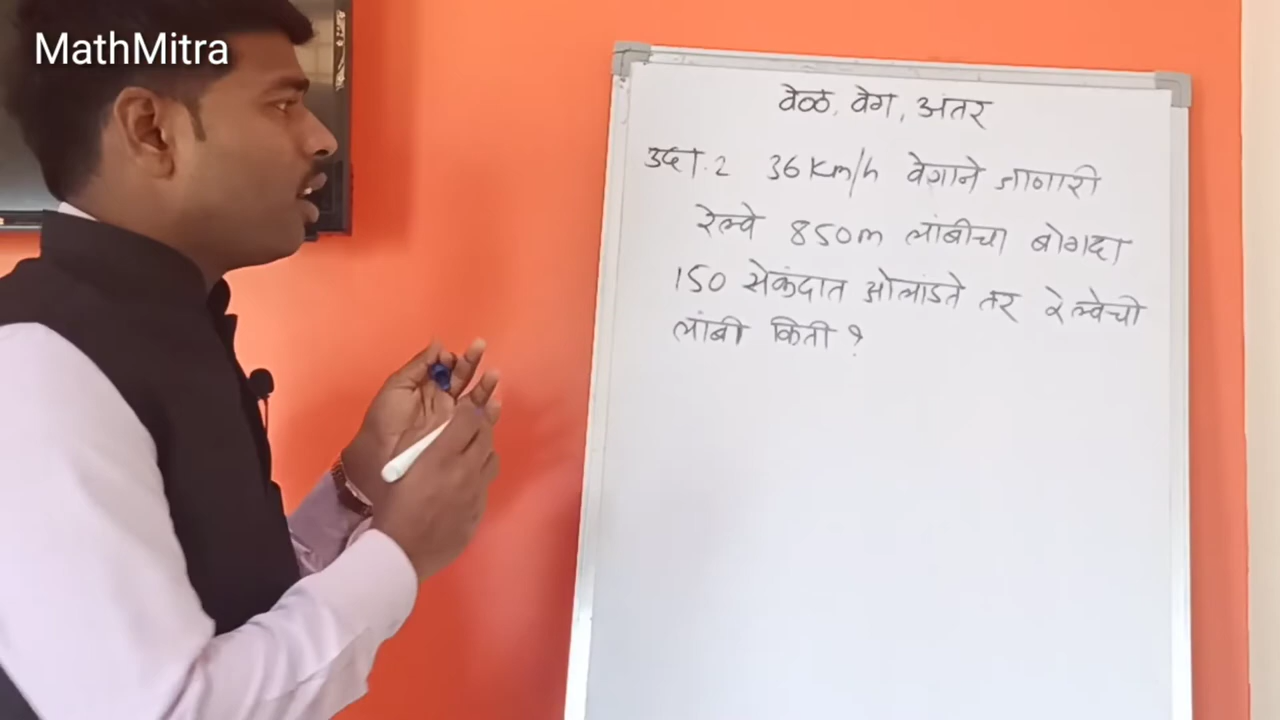 MathMitra
वेळ, वेग, अंतर
उदा. 2 36 Km/h वेगाने जाणारी
रेल्वे 850m लांबीचा बोगदा
150 सेकंदात ओलांडते तर रेल्वेची
लांबी किती ?